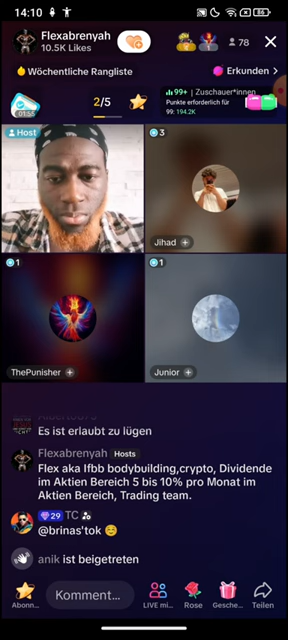 14:10
86
Flexabrenyah
10.5K Likes
78
Wöchentliche Rangliste
Erkunden >
01:55
2/5
99+ | Zuschauer*innen
Punkte erforderlich für
99: 194.2K
Host
3
Jihad +
1
1
ThePunisher +
Junior +
Es ist erlaubt zu lügen
Flexabrenyah Hosts
Flex aka Ifbb bodybuilding,crypto, Dividende
im Aktien Bereich 5 bis 10% pro Monat im
Aktien Bereich, Trading team.
29 TC
@brinas'tok 😊
anik ist beigetreten
Komment...
Abonn...
LIVE mi...
Rose
Gesche...
Teilen